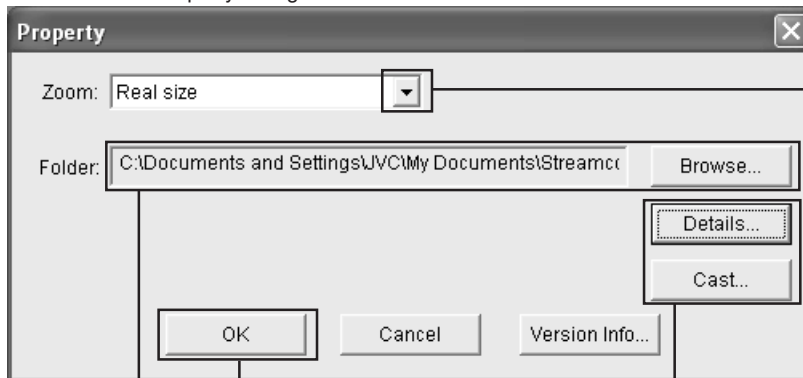 Property
Zoom: Real size
Folder: C:\Documents and Settings\JVC\My Documents\Streamc Browse...
Details...
Cast...
OK Cancel Version Info...